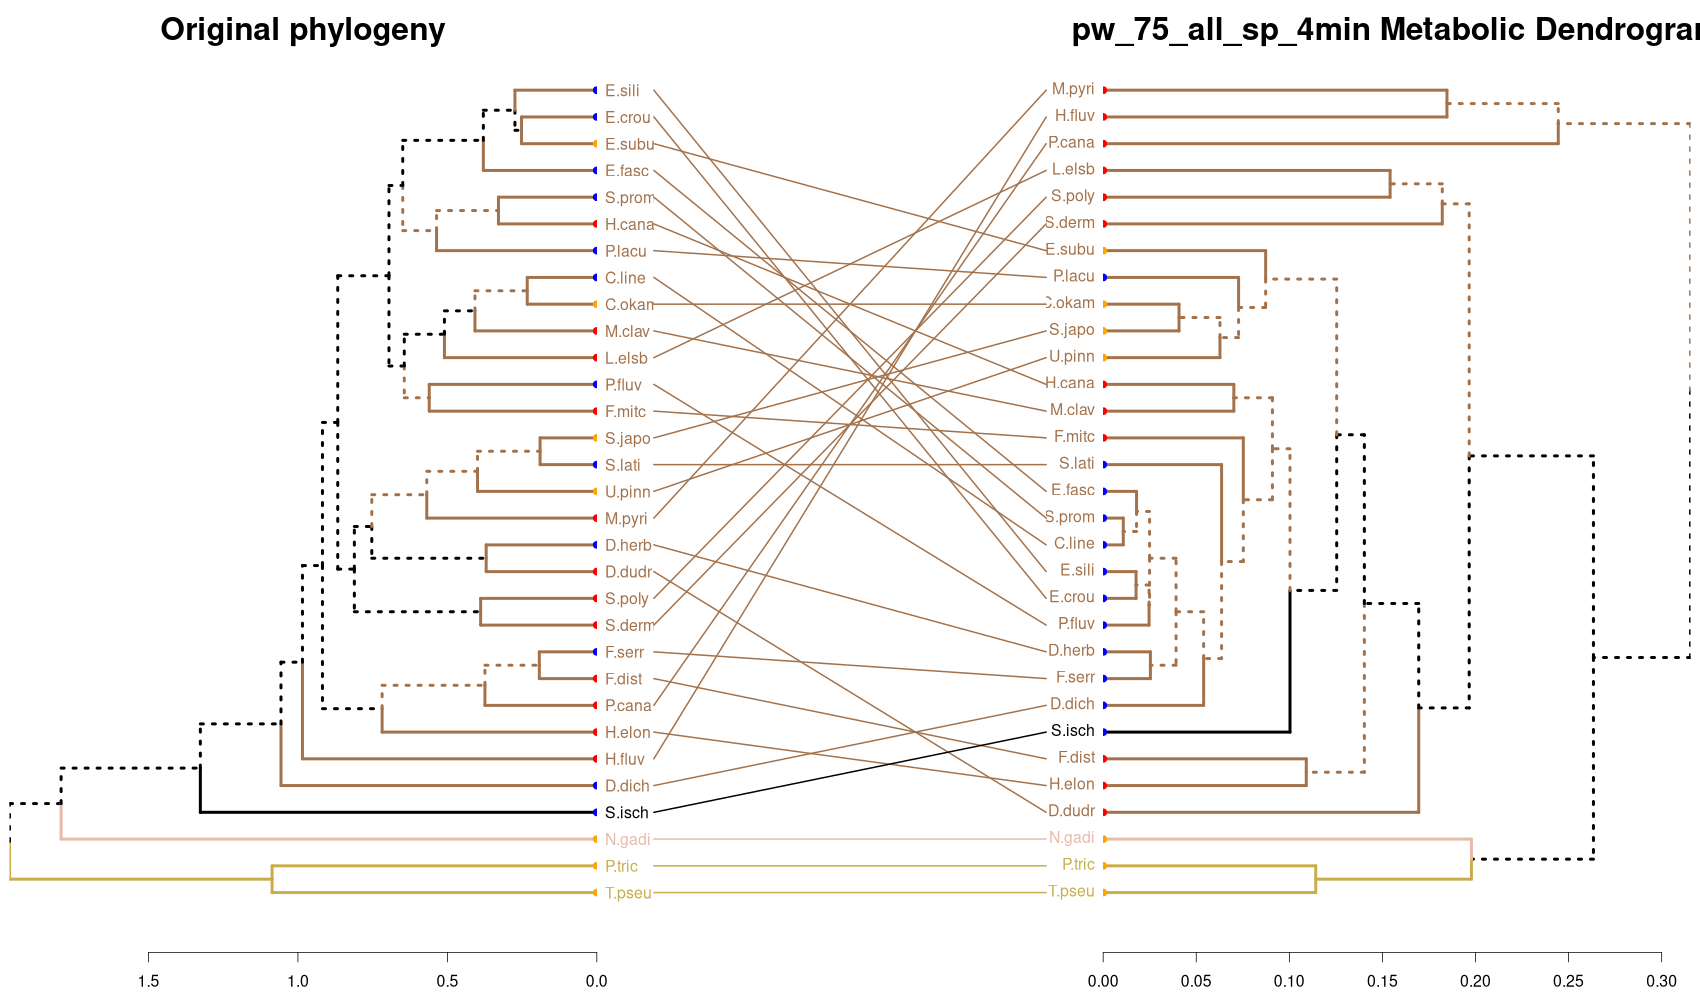 Original phylogeny
pw_75_all_sp_4min Metabolic Dendrogra
E.sili
E.crou
E.subu
E.fasc
S.prom
H.cana
P.lacu
C.line
C.okam
M.clav
L.elsb
P.fluv
F.mitc
S.japo
S.lati
U.pinn
M.pyri
D.herb
D.dudr
S.poly
S.derm
F.serr
F.dist
P.cana
H.elon
H.fluv
D.dich
S.isch
N.gadi
P.tric
T.pseu
1.5 1.0 0.5 0.0
M.pyri
H.fluv
P.cana
L.elsb
S.poly
S.derm
E.subu
P.lacu
C.okam
S.japo
U.pinn
H.cana
M.clav
F.mitc
S.lati
E.fasc
S.prom
C.line
E.sili
E.crou
P.fluv
D.herb
F.serr
D.dich
S.isch
F.dist
H.elon
D.dudr
N.gadi
P.tric
T.pseu
0.00 0.05 0.10 0.15 0.20 0.25 0.30